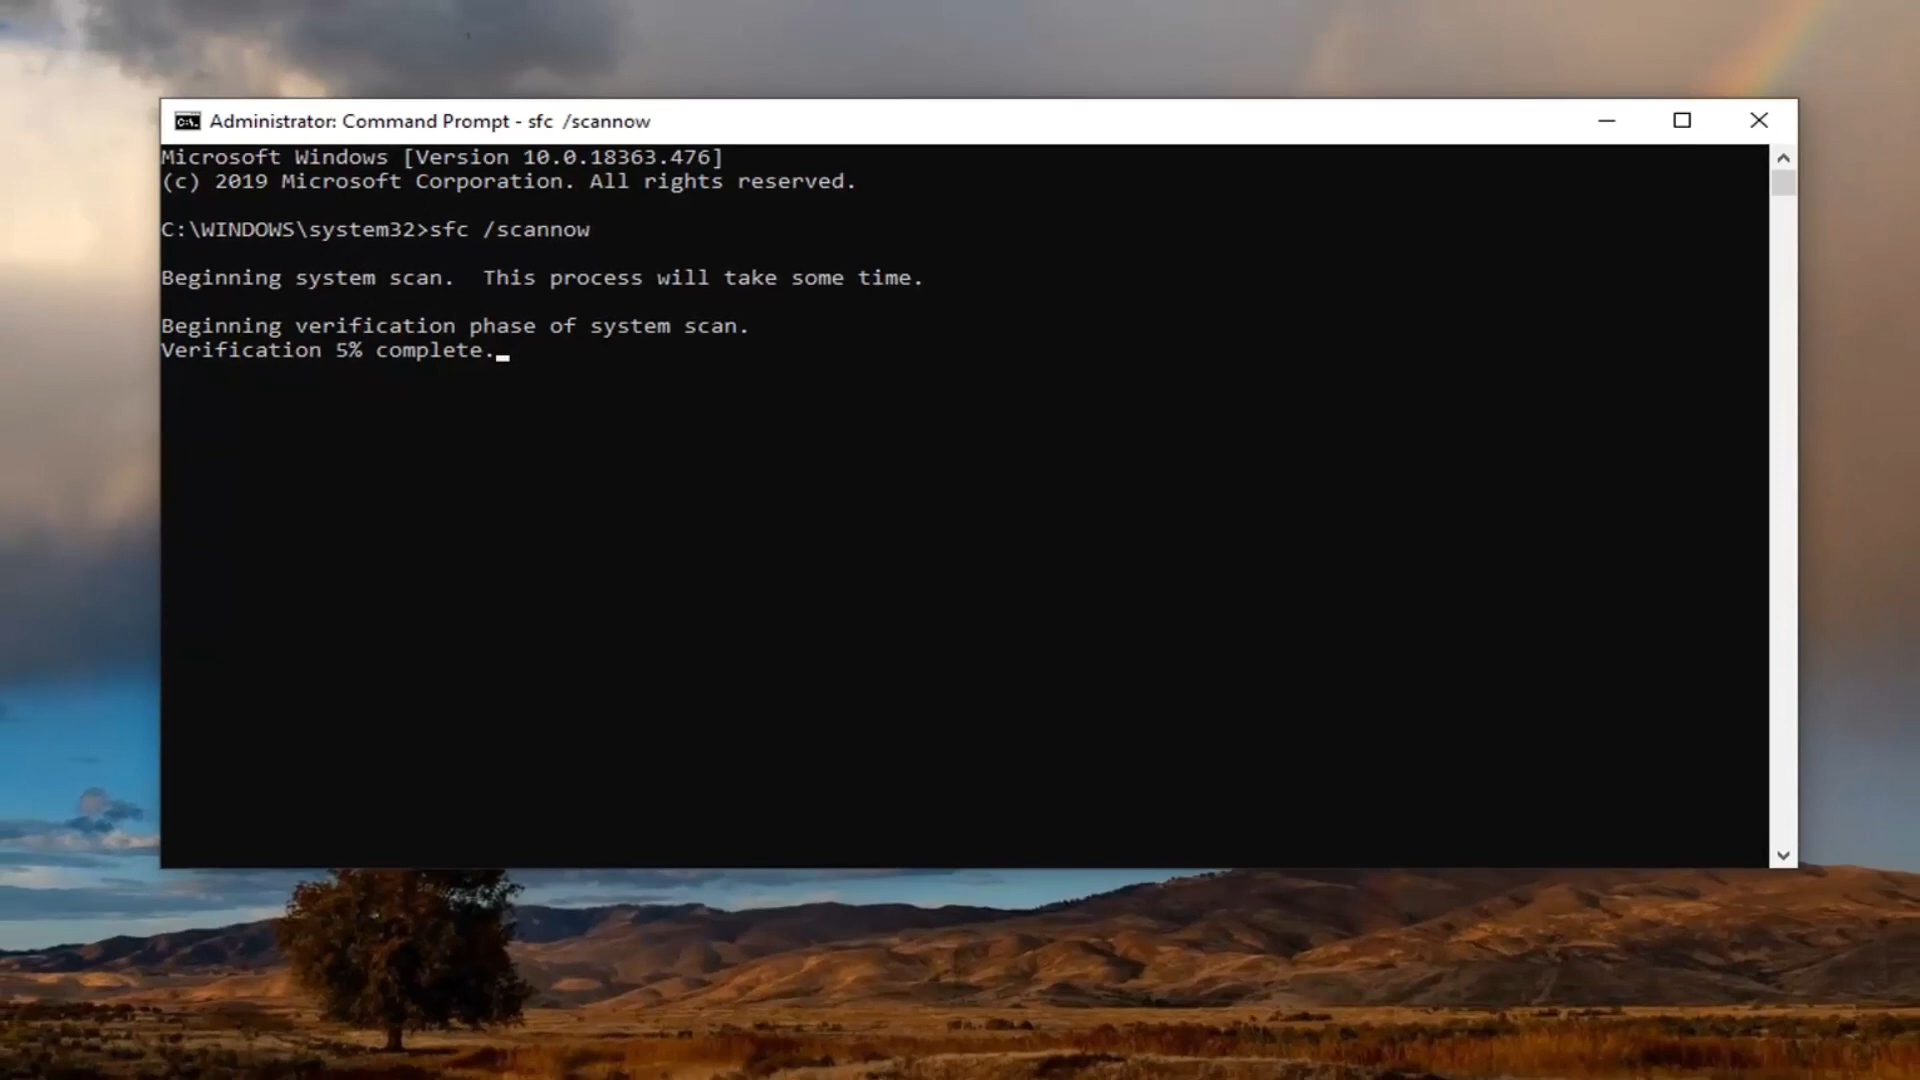 Administrator: Command Prompt - sfc  /scannow
Microsoft Windows [Version 10.0.18363.476]
(c) 2019 Microsoft Corporation. All rights reserved.
C:\WINDOWS\system32>sfc /scannow
Beginning system scan.  This process will take some time.
Beginning verification phase of system scan.
Verification 5% complete.